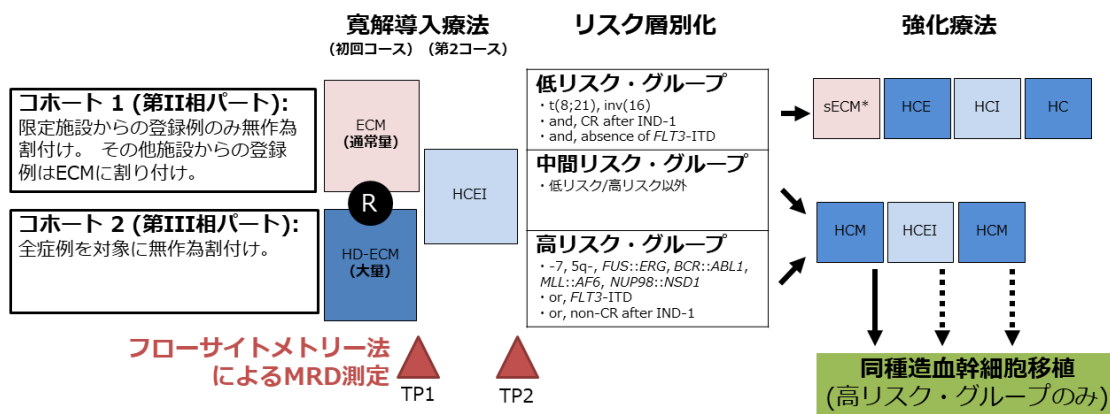 寛解導入療法
(初回コース) (第2コース)
リスク層別化
強化療法
コホート 1 (第II相パート):
限定施設からの登録例のみ無作為
割付け。 その他施設からの登録
例はECMに割り付け。
コホート 2 (第III相パート):
全症例を対象に無作為割付け。
ECM
(通常量)
R
HD-ECM
(大量)
HCEI
低リスク・グループ
・t(8;21), inv(16)
・and, CR after IND-1
・and, absence of FLT3-ITD
中間リスク・グループ
・低リスク/高リスク以外
高リスク・グループ
・-7, 5q-, FUS::ERG, BCR::ABL1,
MLL::AF6, NUP98::NSD1
・or, FLT3-ITD
・or, non-CR after IND-1
sECM*
HCE
HCI
HC
HCM
HCEI
HCM
フローサイトメトリー法
によるMRD測定
TP1
TP2
同種造血幹細胞移植
(高リスク・グループのみ)